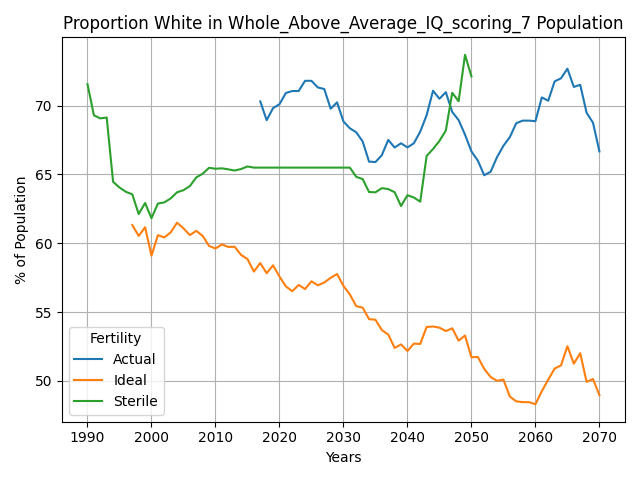 Proportion White in Whole_Above_Average_IQ_scoring_7 Population
% of Population
70
65
60
55
50
Fertility
Actual
Ideal
Sterile
1990 2000 2010 2020 2030 2040 2050 2060 2070
Years